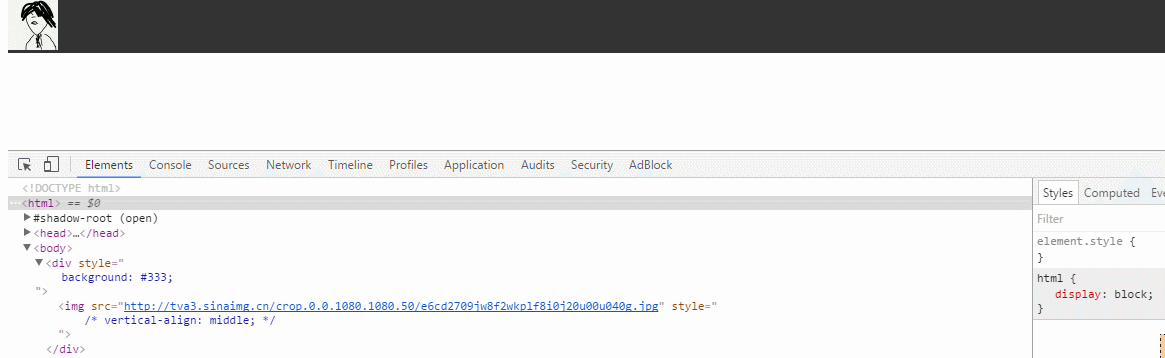 Elements Console Sources Network Timeline Profiles Application Audits Security AdBlock
<!DOCTYPE html>
<html> == $0
#shadow-root (open)
<head>…</head>
<body>
<div style="
background: #333;
">
<img src="http://tva3.sinaimg.cn/crop.0.0.1080.1080.50/e6cd2709jw8f2wkplf8i0j20u00u040g.jpg" style="
/* vertical-align: middle; */
">
</div>
Styles Computed Eve
Filter
element.style {
}
html {
display: block;
}